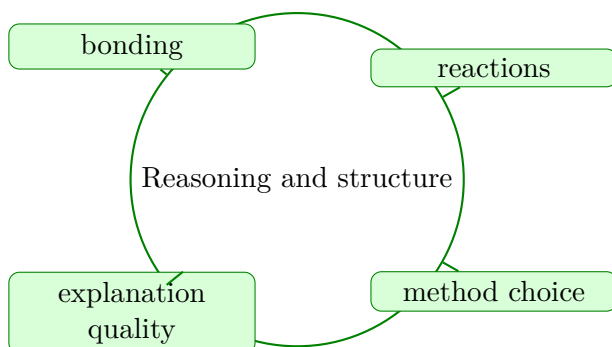 bonding
reactions
Reasoning and structure
explanation
quality
method choice